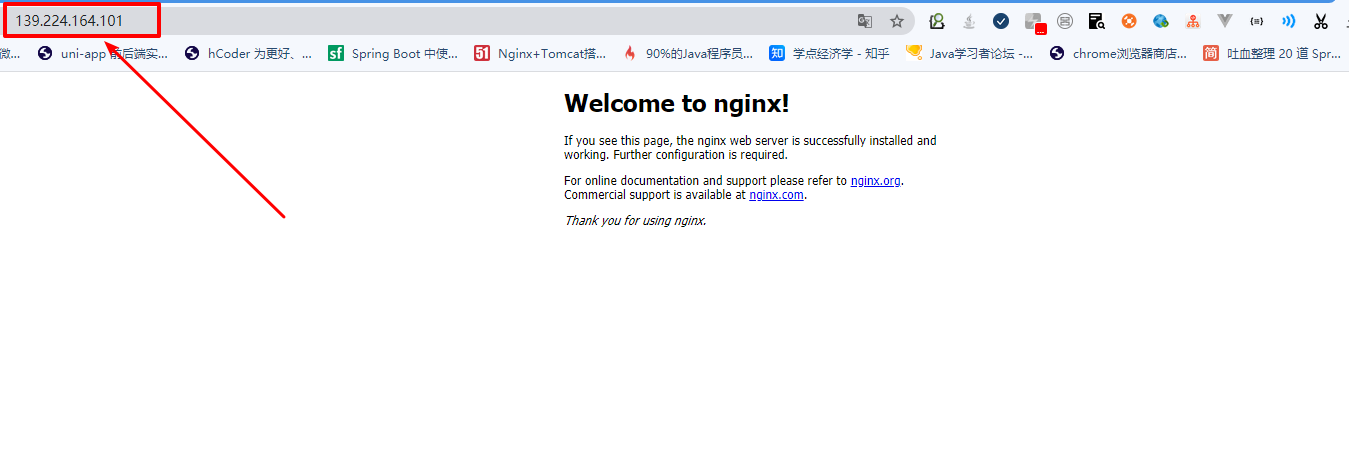 139.224.164.101
微... uni-app 前后端实... hCoder 为更好、... sf Spring Boot 中使... 51 Nginx+Tomcat搭... 90%的Java程序员... 知 学点经济学 - 知乎 Java学习者论坛 -... chrome浏览器商店... 简 吐血整理 20 道 Spr...
Welcome to nginx!
If you see this page, the nginx web server is successfully installed and
working. Further configuration is required.
For online documentation and support please refer to nginx.org.
Commercial support is available at nginx.com.
Thank you for using nginx.